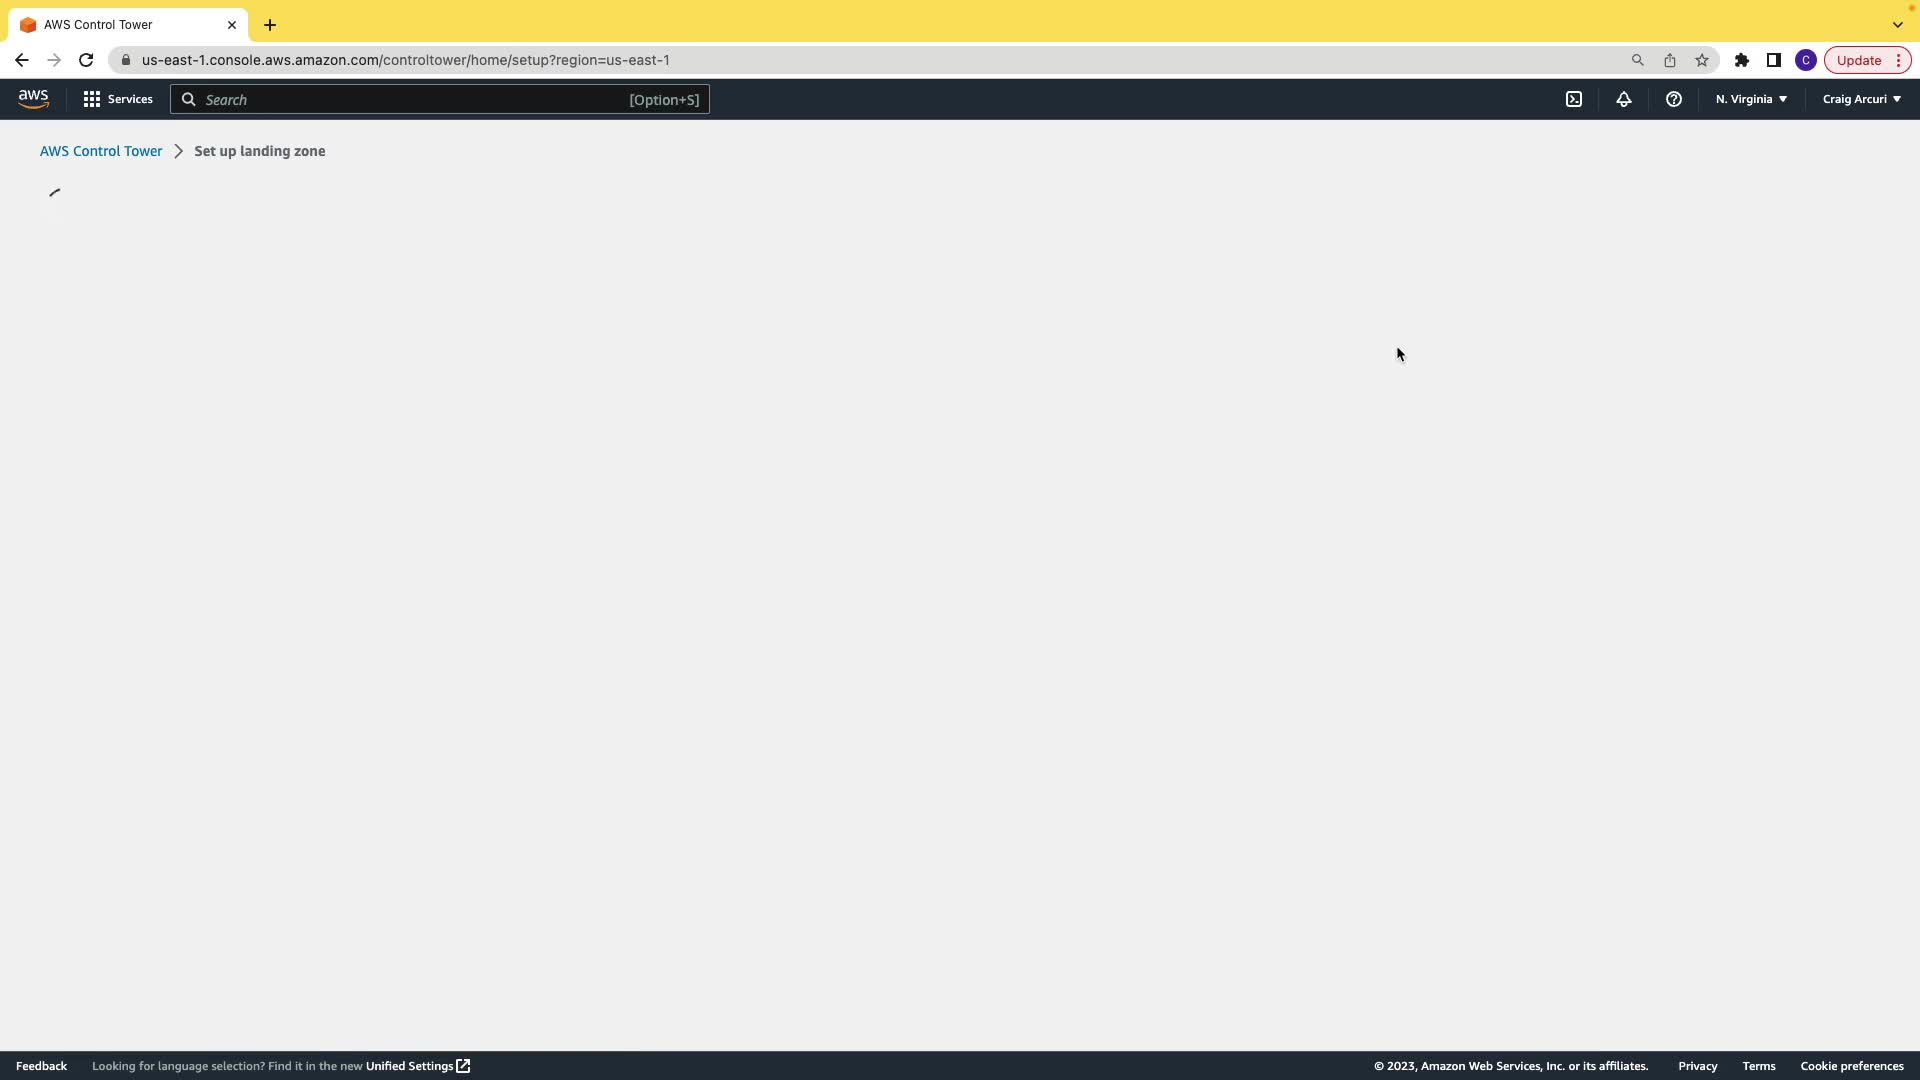 AWS Control Tower
us-east-1.console.aws.amazon.com/controltower/home/setup?region=us-east-1
C
Update
aws
Services
Search
[Option+S]
N. Virginia
Craig Arcuri
AWS Control Tower
Set up landing zone
Feedback
Looking for language selection? Find it in the new Unified Settings
© 2023, Amazon Web Services, Inc. or its affiliates.
Privacy
Terms
Cookie preferences